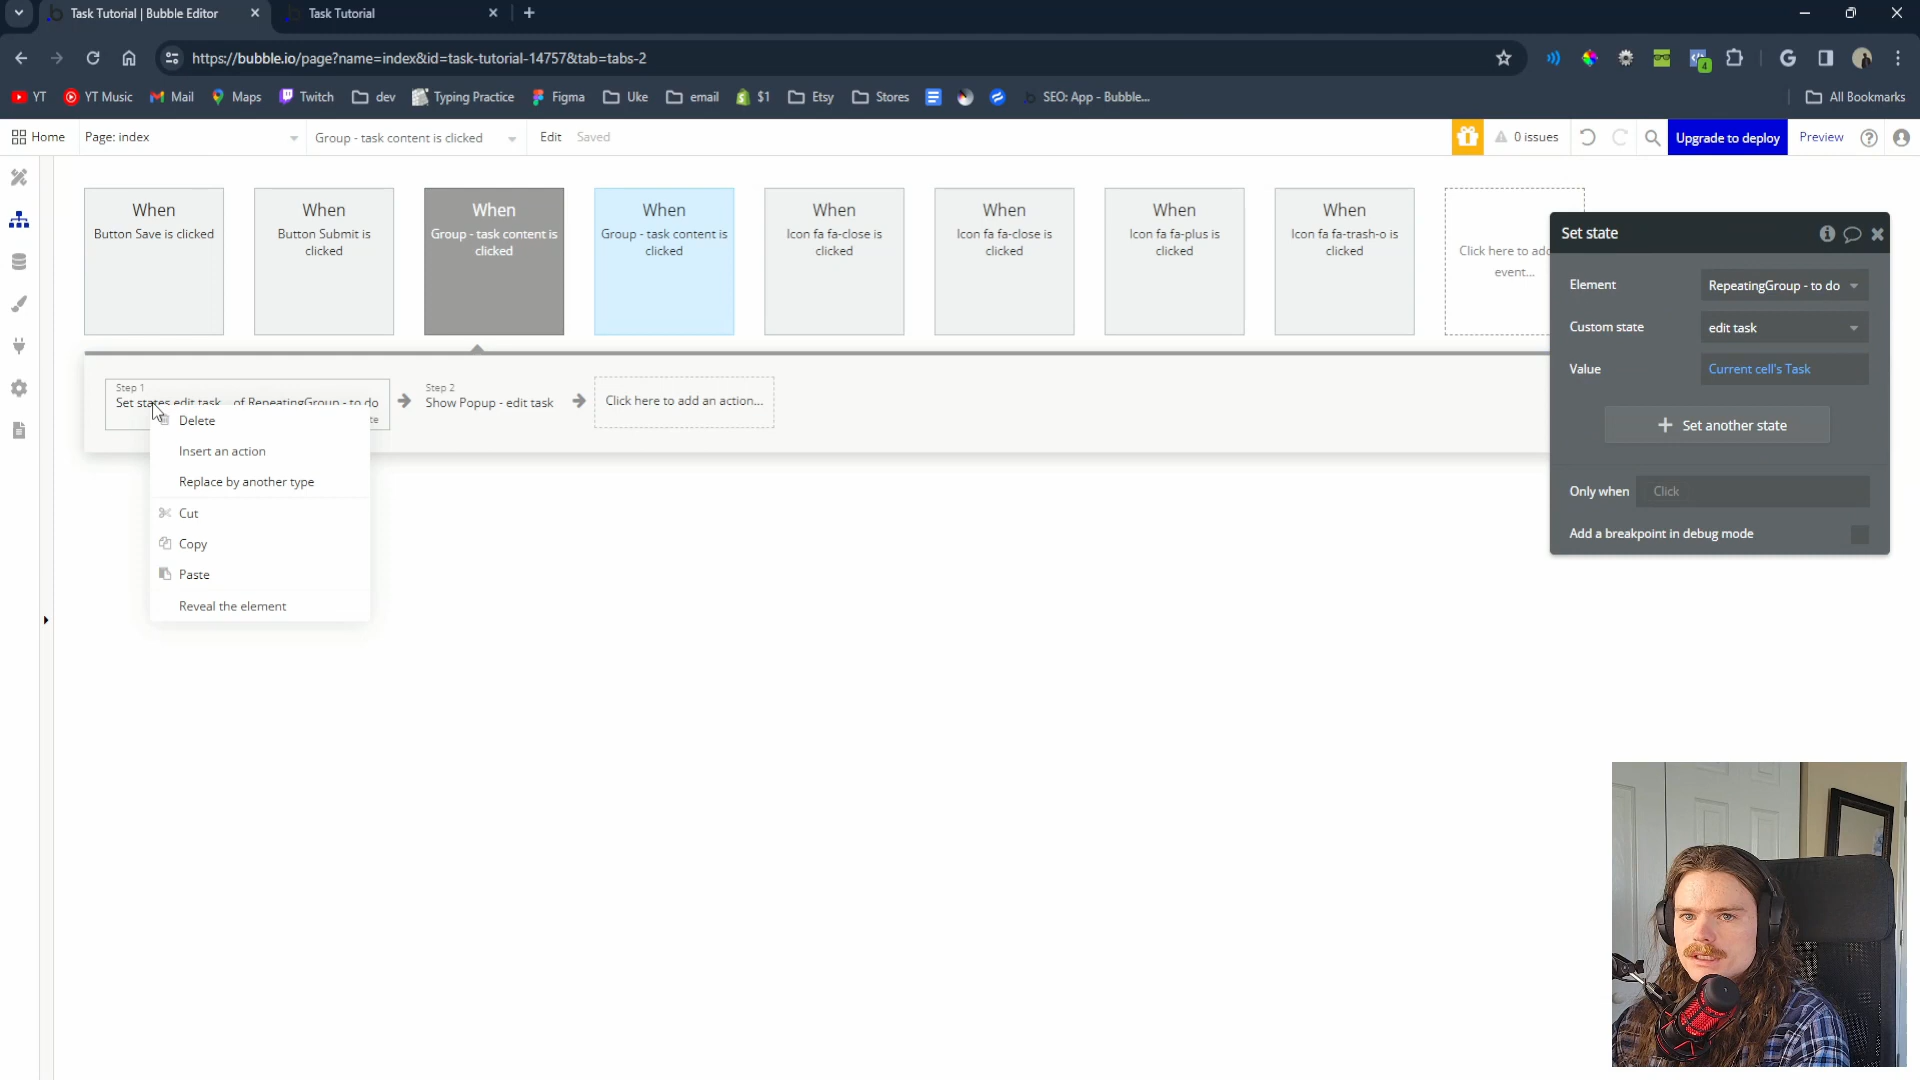 Task Tutorial | Bubble Editor
Task Tutorial
https://bubble.io/page?name=index&id=task-tutorial-14757&tab=tabs-2
4
YT
YT Music
Mail
Maps
Twitch
dev
Typing Practice
Figma
Uke
email
$1
Etsy
Stores
SEO: App - Bubble...
All Bookmarks
Home
Page: index
Group - task content is clicked
Edit
Saved
0 issues
Upgrade to deploy
Preview
When
Button Save is clicked
When
Button Submit is
clicked
When
Group - task content is
clicked
When
Group - task content is
clicked
When
Icon fa fa-close is
clicked
When
Icon fa fa-close is
clicked
When
Icon fa fa-plus is
clicked
When
Icon fa fa-trash-o is
clicked
Click here to add
event...
Step 1
Set states edit task... of RepeatingGroup - to do
te
Step 2
Show Popup - edit task
Click here to add an action...
Delete
Insert an action
Replace by another type
Cut
Copy
Paste
Reveal the element
Set state
Element
RepeatingGroup - to do
Custom state
edit task
Value
Current cell's Task
Set another state
Only when
Click
Add a breakpoint in debug mode